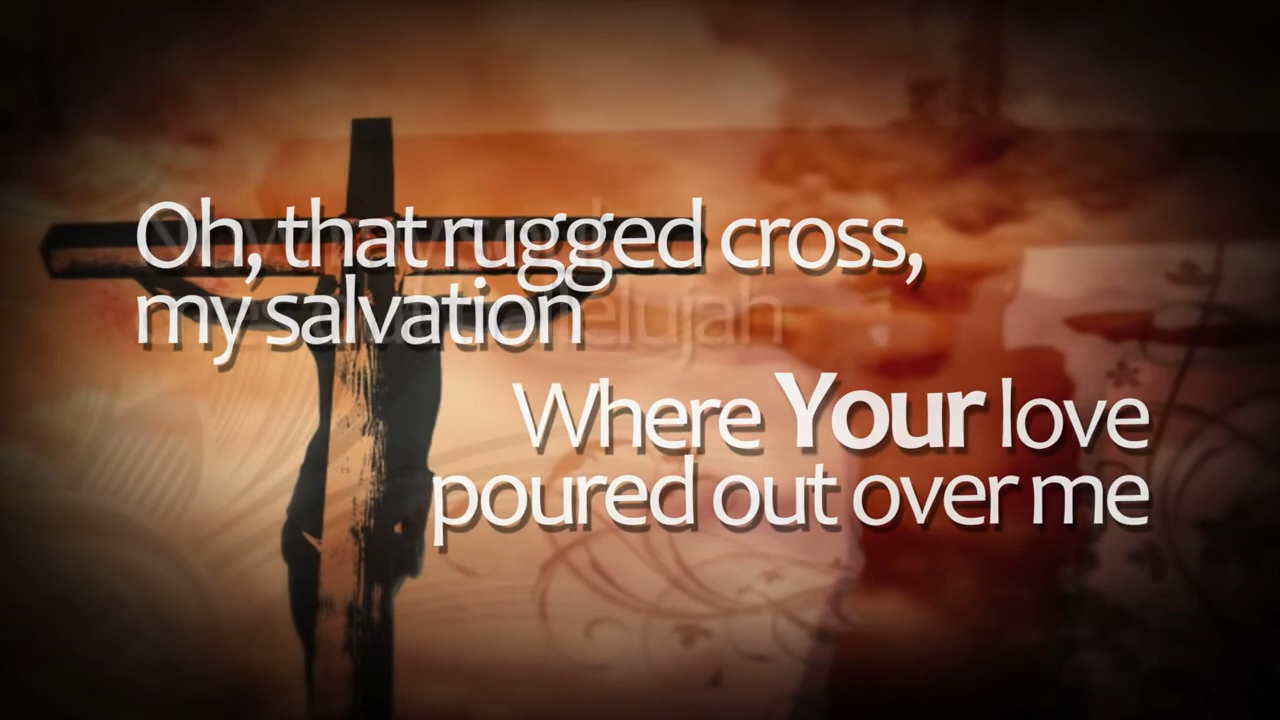 Oh, that rugged cross,
my salvation
Where Your love
poured out over me